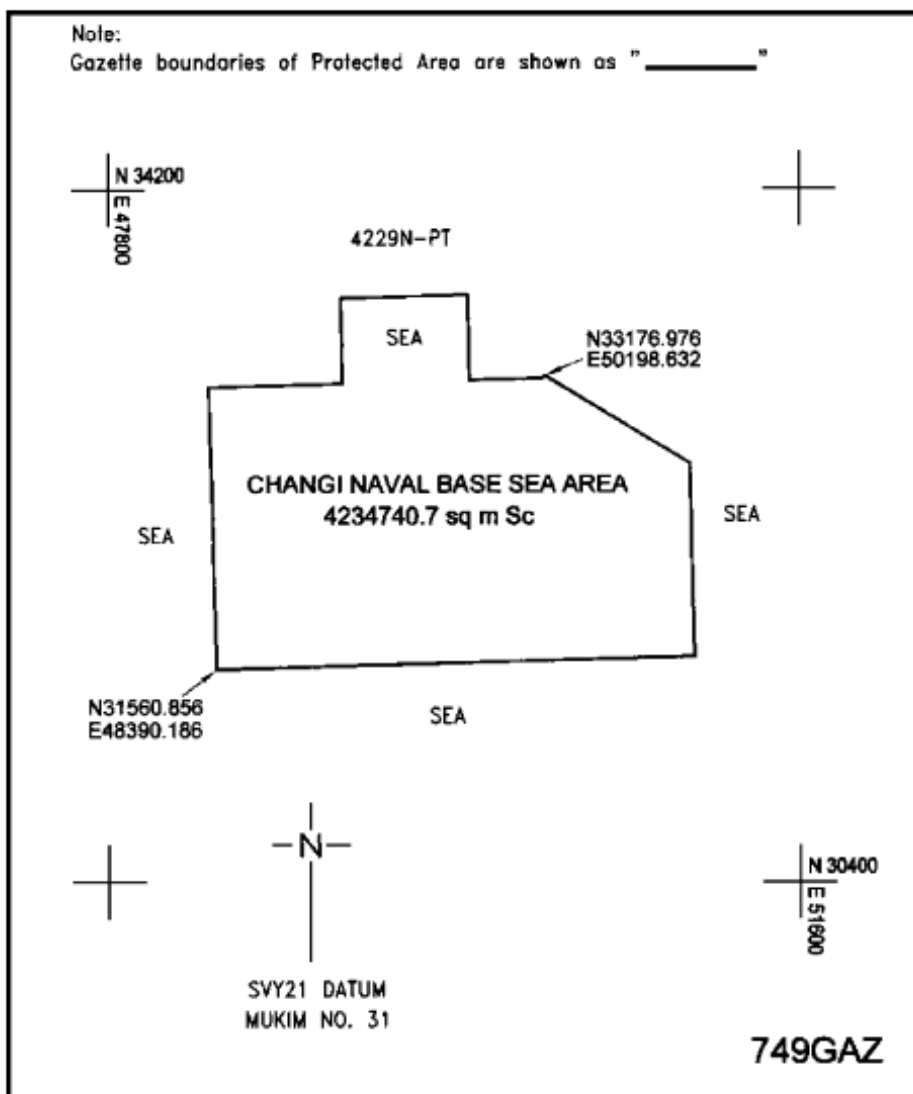 Note:
Gazette boundaries of Protected Area are shown as "________"
N 34200
E 47800
4229N-PT
SEA
N33176.976
E50198.632
CHANGI NAVAL BASE SEA AREA
4234740.7 sq m Sc
SEA
SEA
N31560.856
E48390.186
SEA
N
N 30400
E 51600
SVY21 DATUM
MUKIM NO. 31
749GAZ